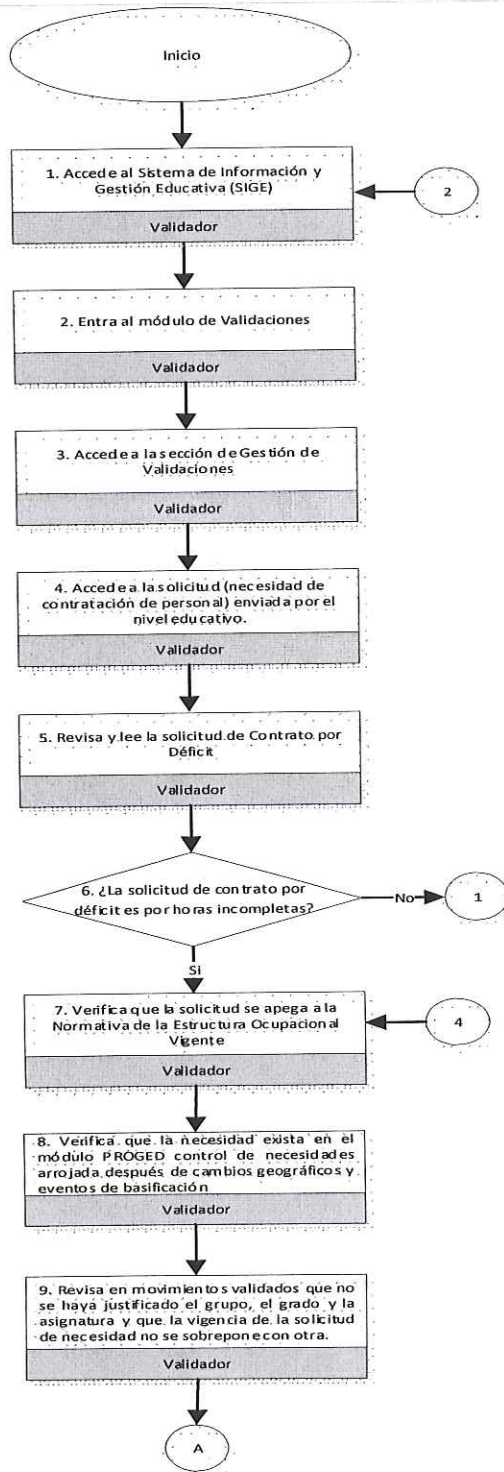 Inicio
1. Accede al Sistema de Información y
Gestión Educativa (SIGE)
2
Validador
2. Entra al módulo de Validaciones
Validador
3. Accede a la sección de Gestión de
Validaciones
Validador
4. Accede a la solicitud (necesidad de
contratación de personal) enviada por el
nivel educativo.
Validador
5. Revisa y lee la solicitud de Contrato por
Déficit
Validador
6. ¿La solicitud de contrato por
déficit es por horas incompletas?
No
1
Si
7. Verifica que la solicitud se apega a la
Normativa de la Estructura Ocupacional
Vigente
4
Validador
8. Verifica que la necesidad exista en el
módulo PROGED control de necesidades
arrojada después de cambios geográficos y
eventos de basificación
Validador
9. Revisa en movimientos validados que no
se haya justificado el grupo, el grado y la
asignatura y que la vigencia de la solicitud
de necesidad no se sobrepone con otra.
Validador
A